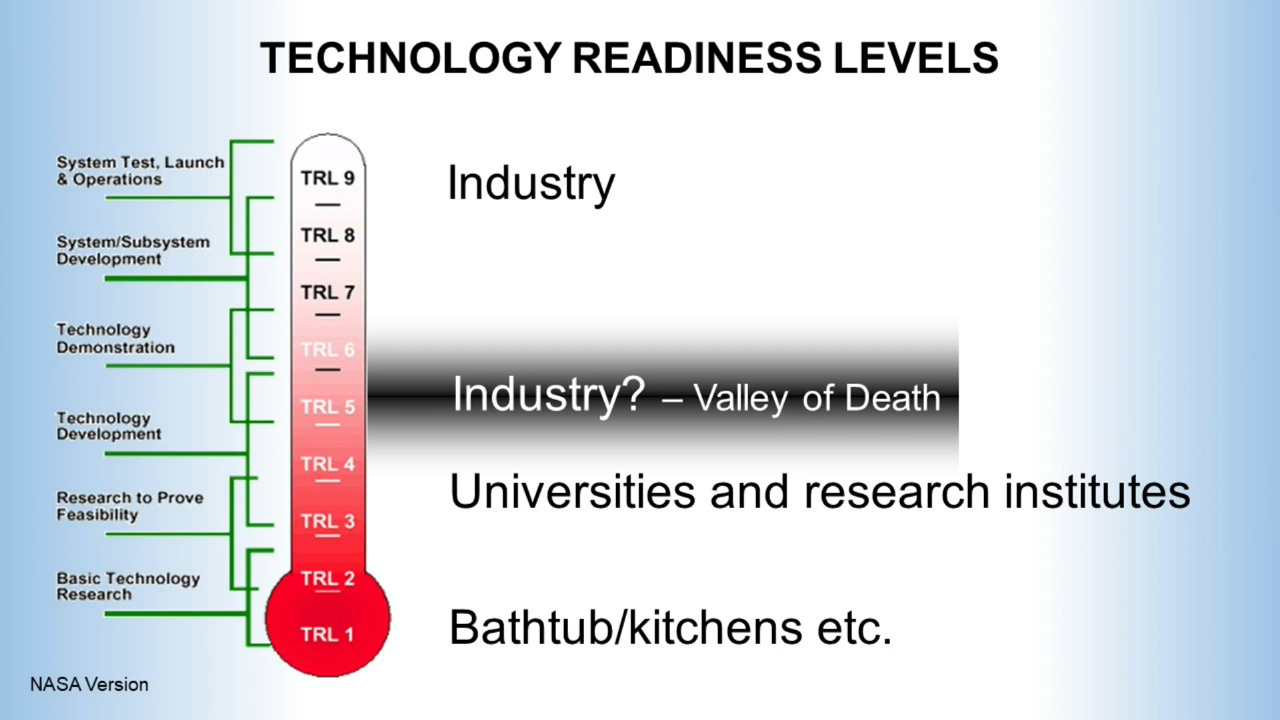 TECHNOLOGY READINESS LEVELS
System Test, Launch
& Operations
System/Subsystem
Development
Technology
Demonstration
Technology
Development
Research to Prove
Feasibility
Basic Technology
Research
TRL 9
TRL 8
TRL 7
TRL 6
TRL 5
TRL 4
TRL 3
TRL 2
TRL 1
Industry
Industry? – Valley of Death
Universities and research institutes
Bathtub/kitchens etc.
NASA Version